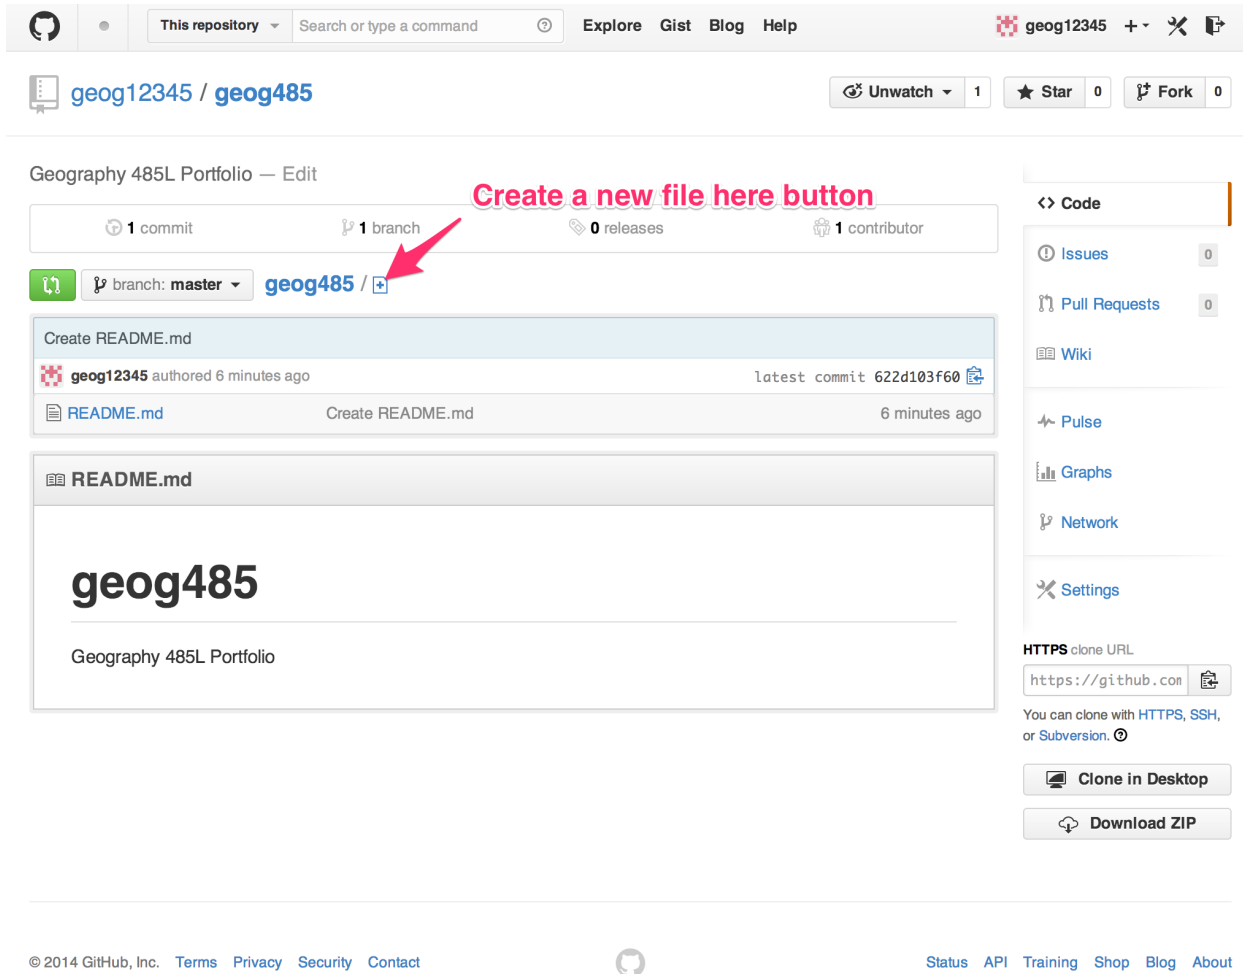 This repository Search or type a command Explore Gist Blog Help geog12345
geog12345 / geog485 Unwatch 1 Star 0 Fork 0
Geography 485L Portfolio — Edit
Create a new file here button
1 commit 1 branch 0 releases 1 contributor
branch: master geog485 /
Create README.md
geog12345 authored 6 minutes ago latest commit 622d103f60
README.md Create README.md 6 minutes ago
README.md
geog485
Geography 485L Portfolio
Code
Issues 0
Pull Requests 0
Wiki
Pulse
Graphs
Network
Settings
HTTPS clone URL
https://github.com
You can clone with HTTPS, SSH,
or Subversion.
Clone in Desktop
Download ZIP
© 2014 GitHub, Inc. Terms Privacy Security Contact Status API Training Shop Blog About